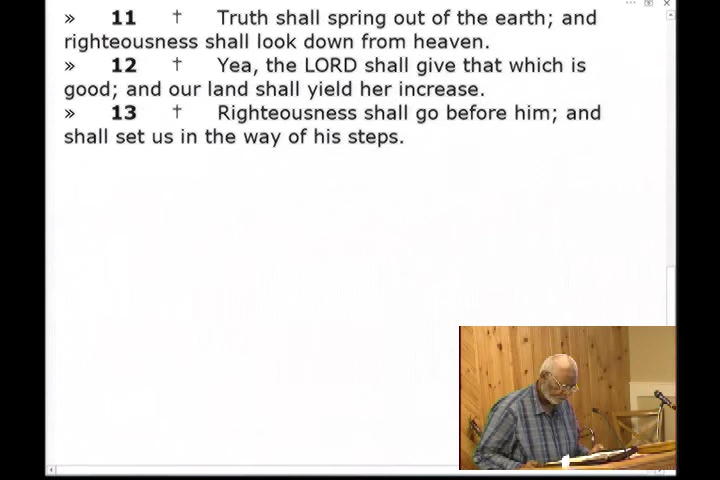 » 11 † Truth shall spring out of the earth; and
righteousness shall look down from heaven.
» 12 † Yea, the LORD shall give that which is
good; and our land shall yield her increase.
» 13 † Righteousness shall go before him; and
shall set us in the way of his steps.